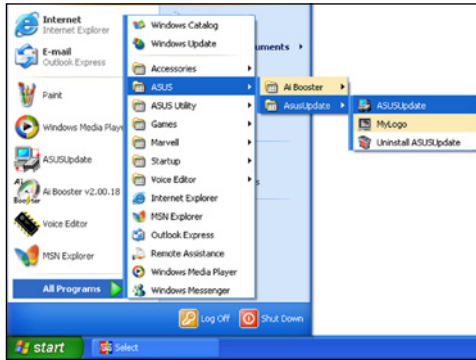 Internet
Internet Explorer
E-mail
Outlook Express
Paint
Windows Media Play
ASUSUpdate
Ai Booster v2.00.18
Voice Editor
MSN Explorer
All Programs
Windows Catalog
Windows Update
Accessories
ASUS
ASUS Utility
Games
Marvell
Startup
Voice Editor
Internet Explorer
MSN Explorer
Outlook Express
Remote Assistance
Windows Media Player
Windows Messenger
uments
s
Ai Booster
AsusUpdate
ASUSUpdate
MyLogo
Uninstall ASUSUpdate
Log Off
Shut Down
start
Select